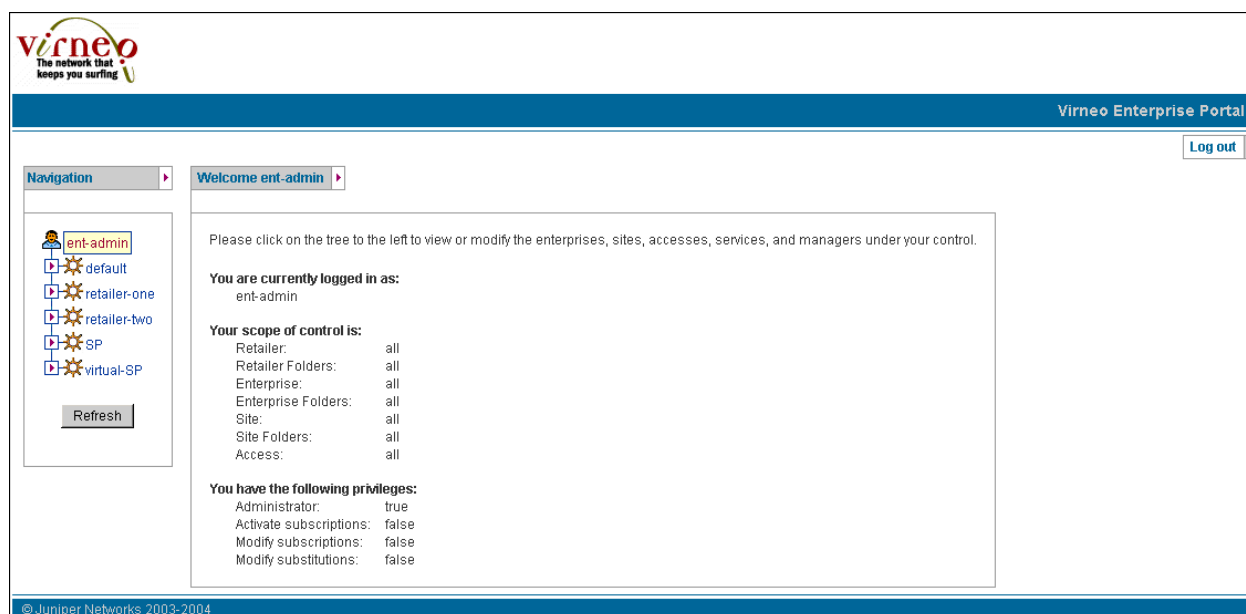 Virneo
The network that
keeps you surfing
Virneo Enterprise Portal
Log out
Navigation
Welcome ent-admin
ent-admin
default
retailer-one
retailer-two
SP
virtual-SP
Refresh
Please click on the tree to the left to view or modify the enterprises, sites, accesses, services, and managers under your control.
You are currently logged in as:
ent-admin
Your scope of control is:
Retailer: all
Retailer Folders: all
Enterprise: all
Enterprise Folders: all
Site: all
Site Folders: all
Access: all
You have the following privileges:
Administrator: true
Activate subscriptions: false
Modify subscriptions: false
Modify substitutions: false
© Juniper Networks 2003-2004